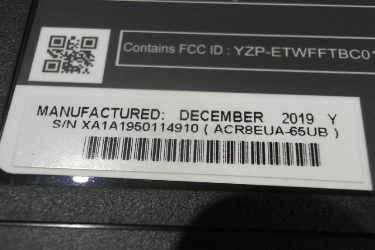 Contains FCC ID : YZP-ETWFFTBC01
MANUFACTURED: DECEMBER 2019 Y
S/N XA1A1950114910 ( ACR8EUA-65UB )